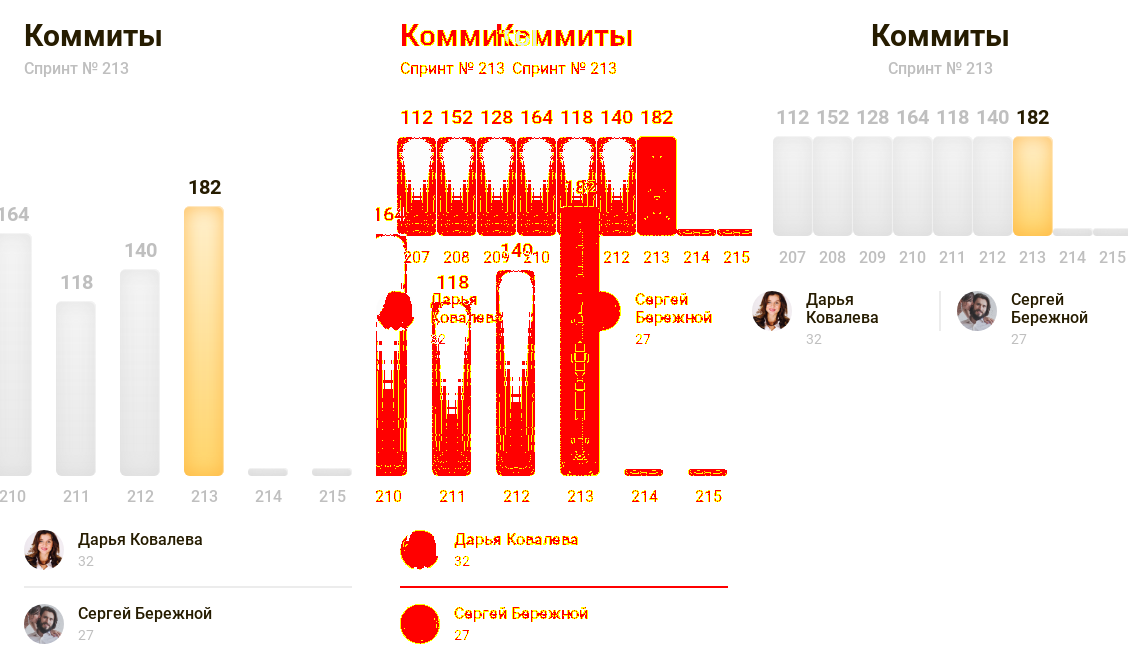 Коммиты
Спринт № 213
182
164
140
118
210 211 212 213 214 215
Дарья Ковалева
32
Сергей Бережной
27
Коммиты
Спринт № 213 Спринт № 213
112 152 128 164 118 140 182
207 208 209 210 212 213 214 215
164
140
118
Дарья
Ковалева
32
Сергей
Бережной
27
210 211 212 213 214 215
Дарья Ковалева
32
Сергей Бережной
27
Коммиты
Спринт № 213
112 152 128 164 118 140 182
207 208 209 210 211 212 213 214 215
Дарья
Ковалева
32
Сергей
Бережной
27